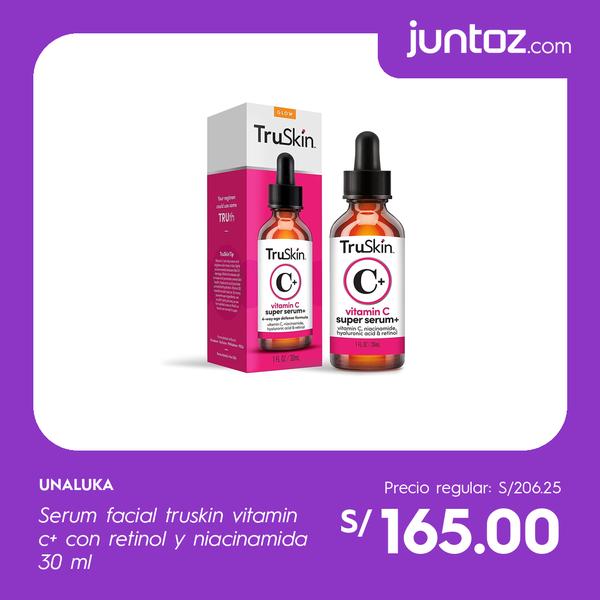 juntoz.com
GLOW
TruSkin
Your regimen
could use some
TRUth
TruSkinTip
TruSkin
C+
vitamin C
super serum+
4-way age defense formula
vitamin C, niacinamide,
hyaluronic acid & retinol
1 FL OZ / 30mL
TruSkin
C+
vitamin C
super serum+
vitamin C, niacinamide,
hyaluronic acid & retinol
1 FL OZ / 30mL
UNALUKA
Serum facial truskin vitamin
c+ con retinol y niacinamida
30 ml
Precio regular: S/206.25
S/ 165.00